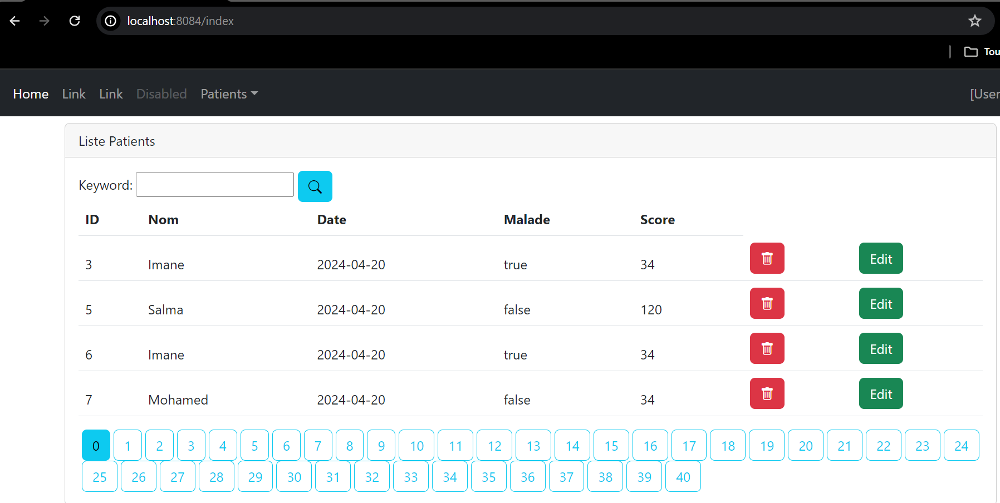 localhost:8084/index
Tou
Home Link Link Disabled Patients [User
Liste Patients
Keyword:
ID Nom Date Malade Score
3 Imane 2024-04-20 true 34 Edit
5 Salma 2024-04-20 false 120 Edit
6 Imane 2024-04-20 true 34 Edit
7 Mohamed 2024-04-20 false 34 Edit
0 1 2 3 4 5 6 7 8 9 10 11 12 13 14 15 16 17 18 19 20 21 22 23 24
25 26 27 28 29 30 31 32 33 34 35 36 37 38 39 40